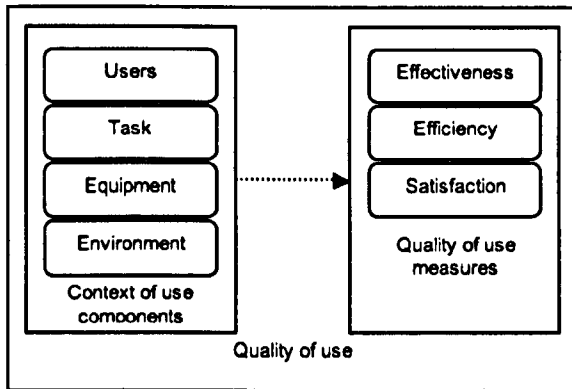 Users
Task
Equipment
Environment
Context of use
components
Effectiveness
Efficiency
Satisfaction
Quality of use
measures
Quality of use